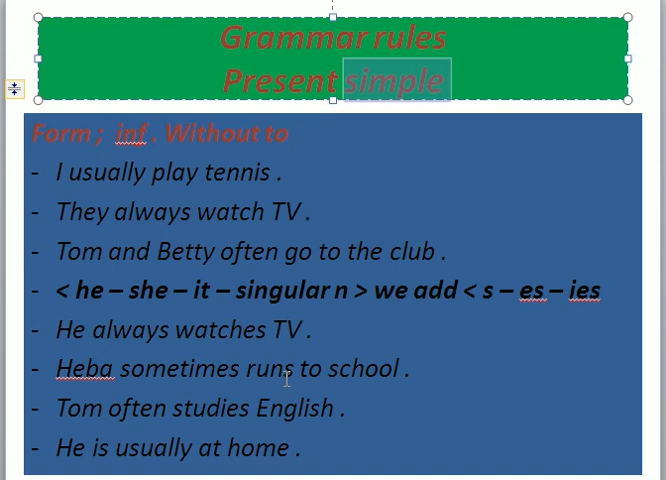 Grammar rules
Present simple
Form ; inf . Without to
- I usually play tennis .
- They always watch TV .
- Tom and Betty often go to the club .
- < he – she – it – singular n > we add < s – es – ies
- He always watches TV .
- Heba sometimes runs to school .
- Tom often studies English .
- He is usually at home .